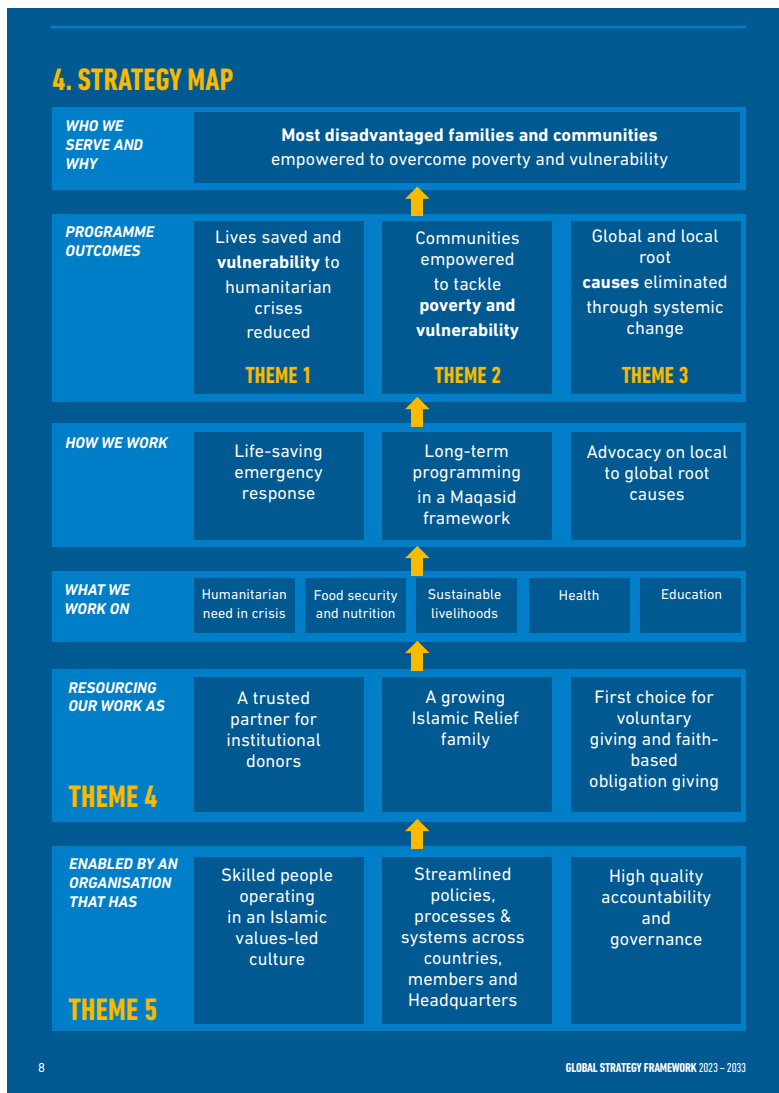 4. STRATEGY MAP
WHO WE
SERVE AND
WHY
Most disadvantaged families and communities
empowered to overcome poverty and vulnerability
PROGRAMME
OUTCOMES
Lives saved and
vulnerability to
humanitarian
crises
reduced
THEME 1
Communities
empowered
to tackle
poverty and
vulnerability
THEME 2
Global and local
root
causes eliminated
through systemic
change
THEME 3
HOW WE WORK
Life-saving
emergency
response
Long-term
programming
in a Maqasid
framework
Advocacy on local
to global root
causes
WHAT WE
WORK ON
Humanitarian
need in crisis
Food security
and nutrition
Sustainable
livelihoods
Health
Education
RESOURCING
OUR WORK AS
THEME 4
A trusted
partner for
institutional
donors
A growing
Islamic Relief
family
First choice for
voluntary
giving and faith-
based
obligation giving
ENABLED BY AN
ORGANISATION
THAT HAS
THEME 5
Skilled people
operating
in an Islamic
values-led
culture
Streamlined
policies,
processes &
systems across
countries,
members and
Headquarters
High quality
accountability
and
governance
8
GLOBAL STRATEGY FRAMEWORK 2023 – 2033